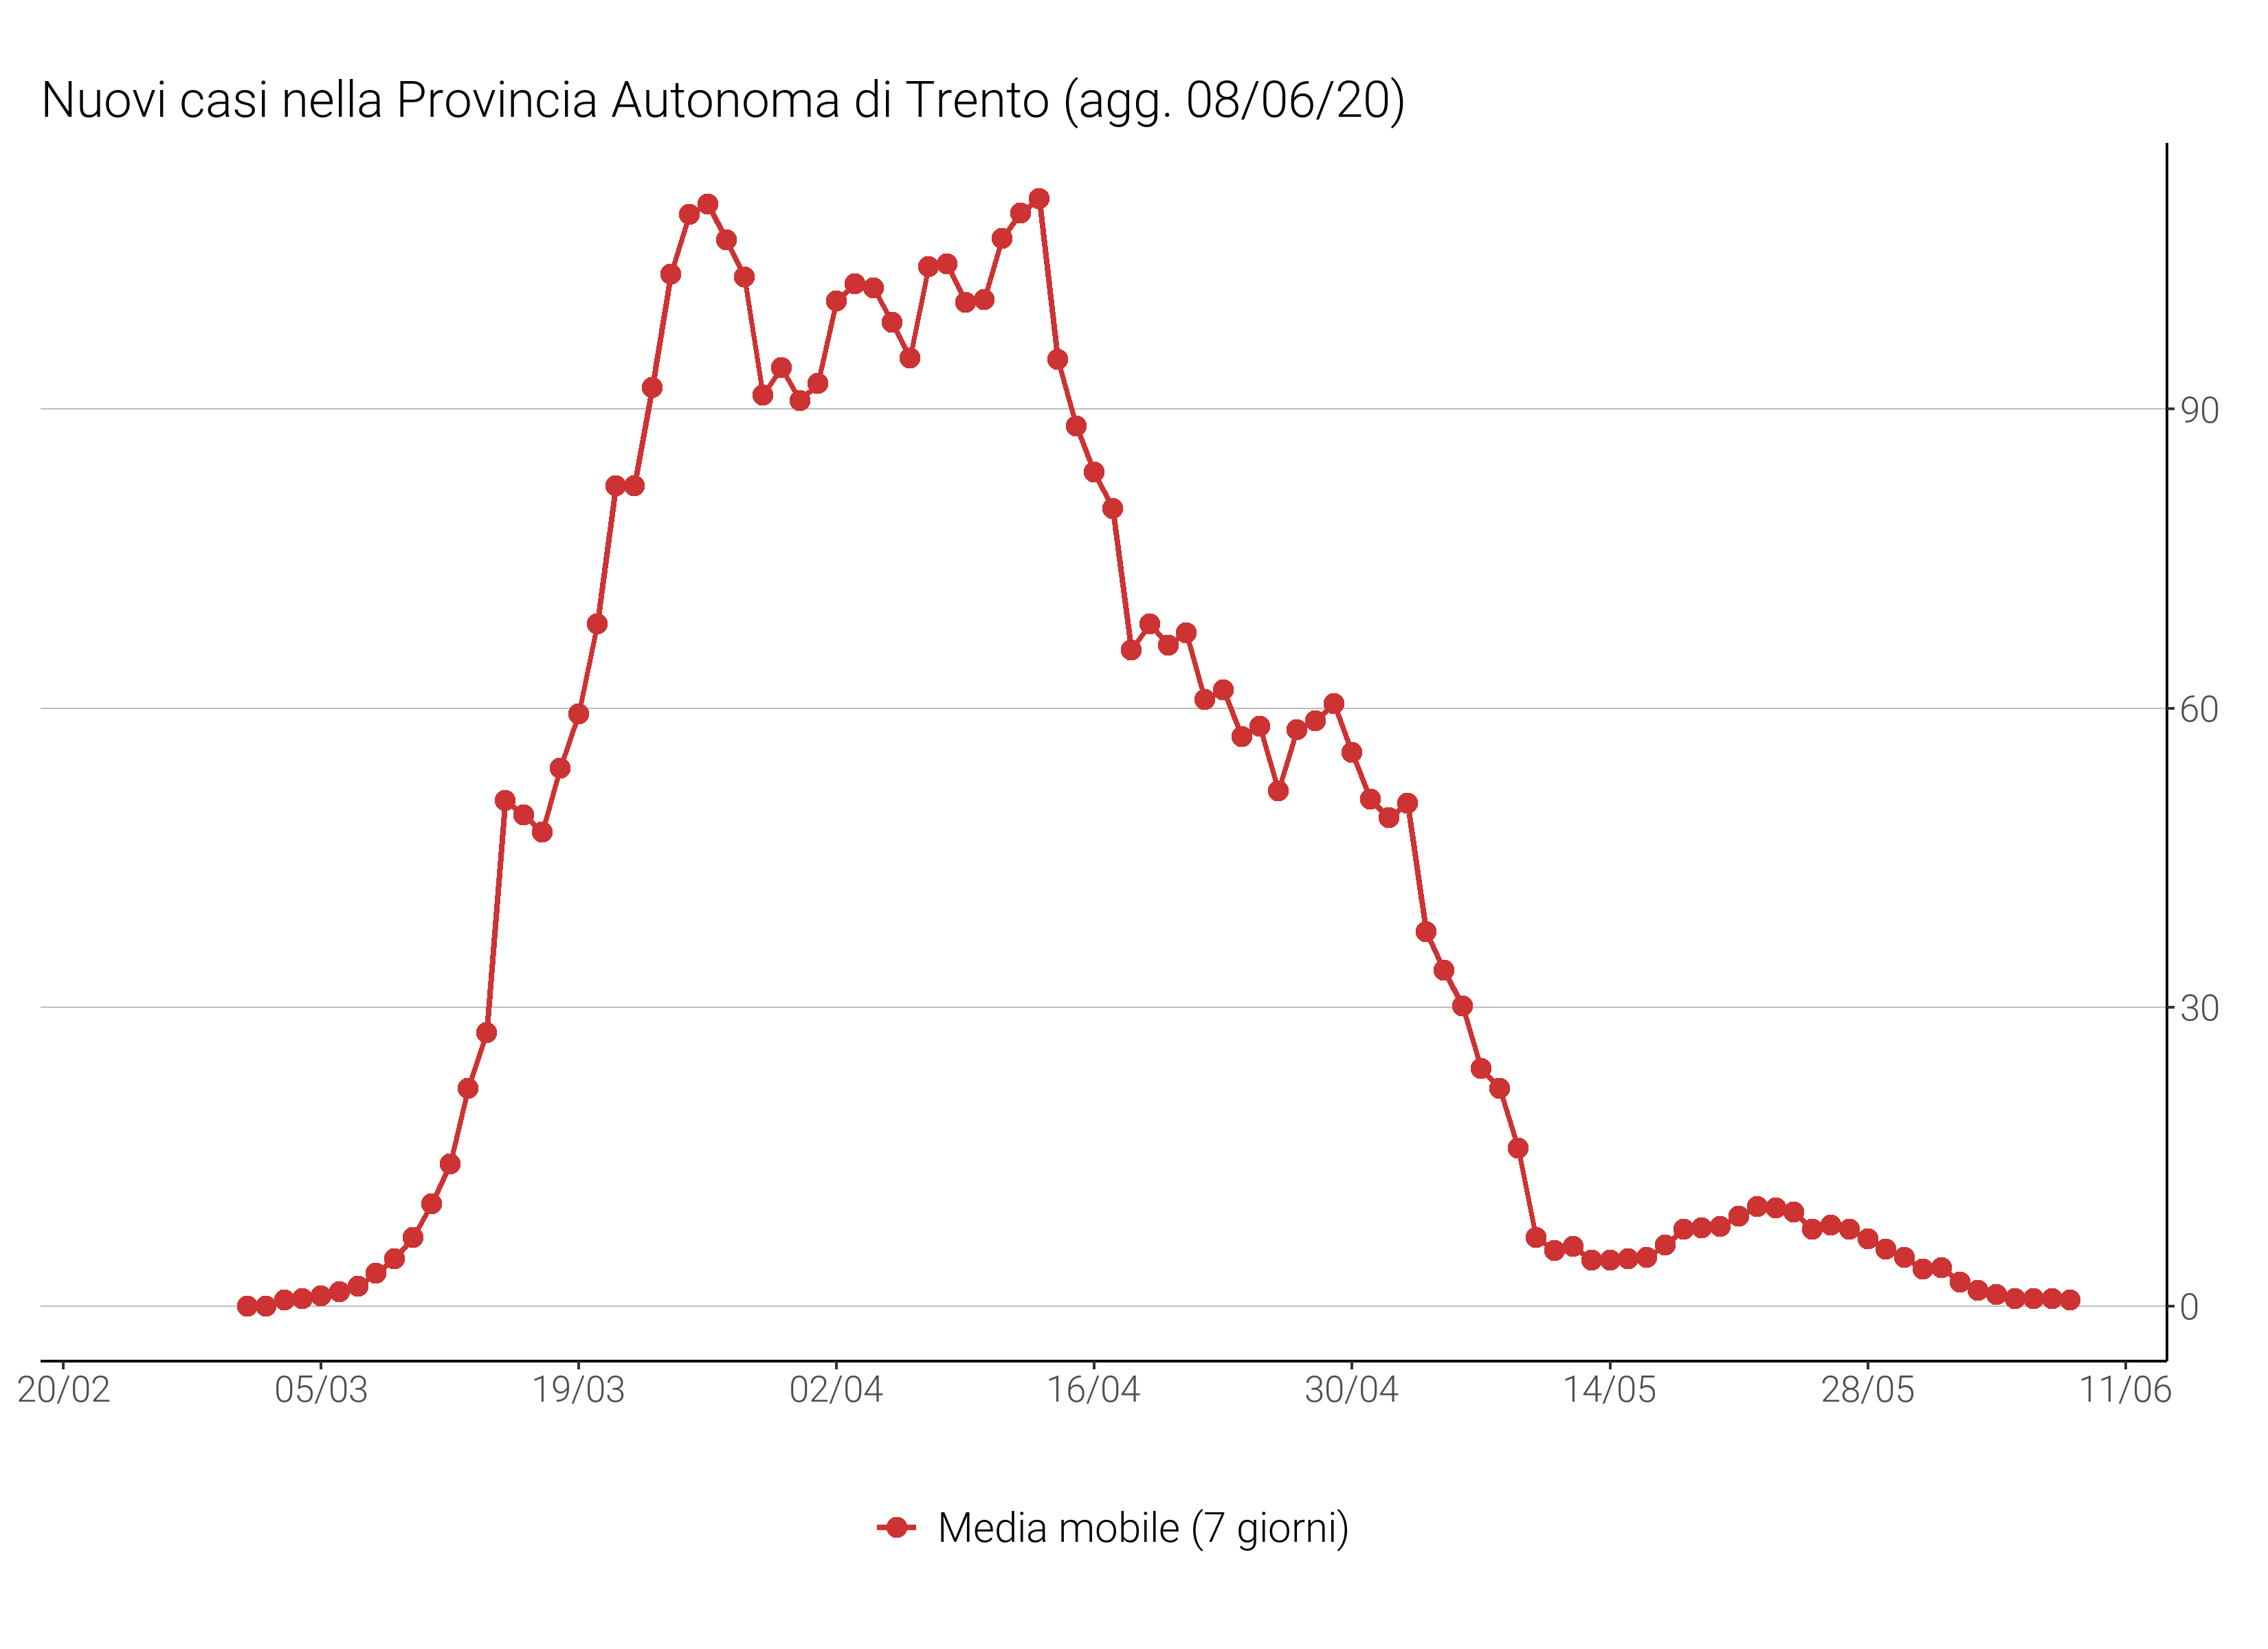 Nuovi casi nella Provincia Autonoma di Trento (agg. 08/06/20)
90
60
30
0
20/02 05/03 19/03 02/04 16/04 30/04 14/05 28/05 11/06
Media mobile (7 giorni)